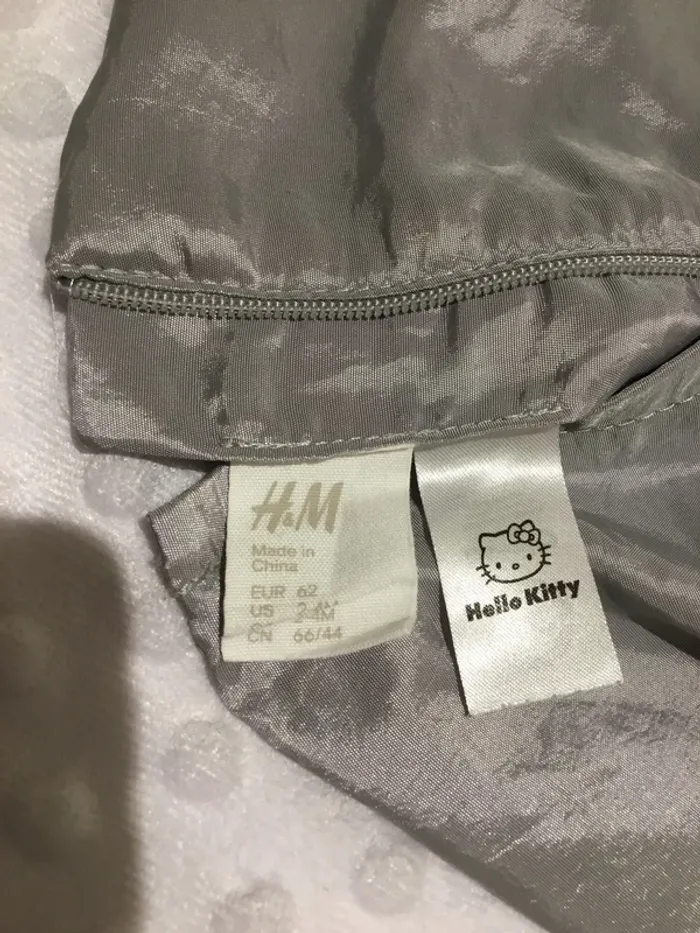 H&M
Made in
China
EUR 62
US 2-4M
CN 66/44
Hello Kitty